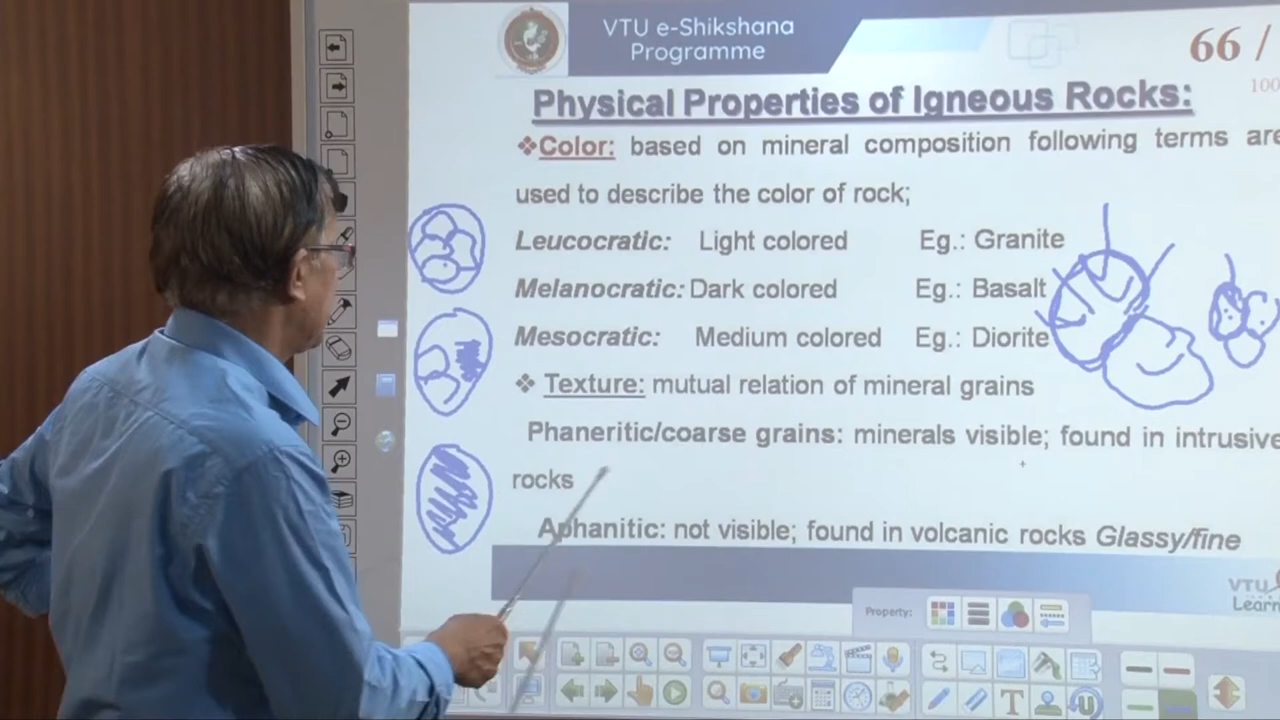 VTU e-Shikshana
Programme
66 /
100
Physical Properties of Igneous Rocks:
❖Color: based on mineral composition following terms are
used to describe the color of rock;
Leucocratic: Light colored Eg.: Granite
Melanocratic: Dark colored Eg.: Basalt
Mesocratic: Medium colored Eg.: Diorite
❖ Texture: mutual relation of mineral grains
Phaneritic/coarse grains: minerals visible; found in intrusive
rocks
Aphanitic: not visible; found in volcanic rocks Glassy/fine
VTU
Learn
Property: